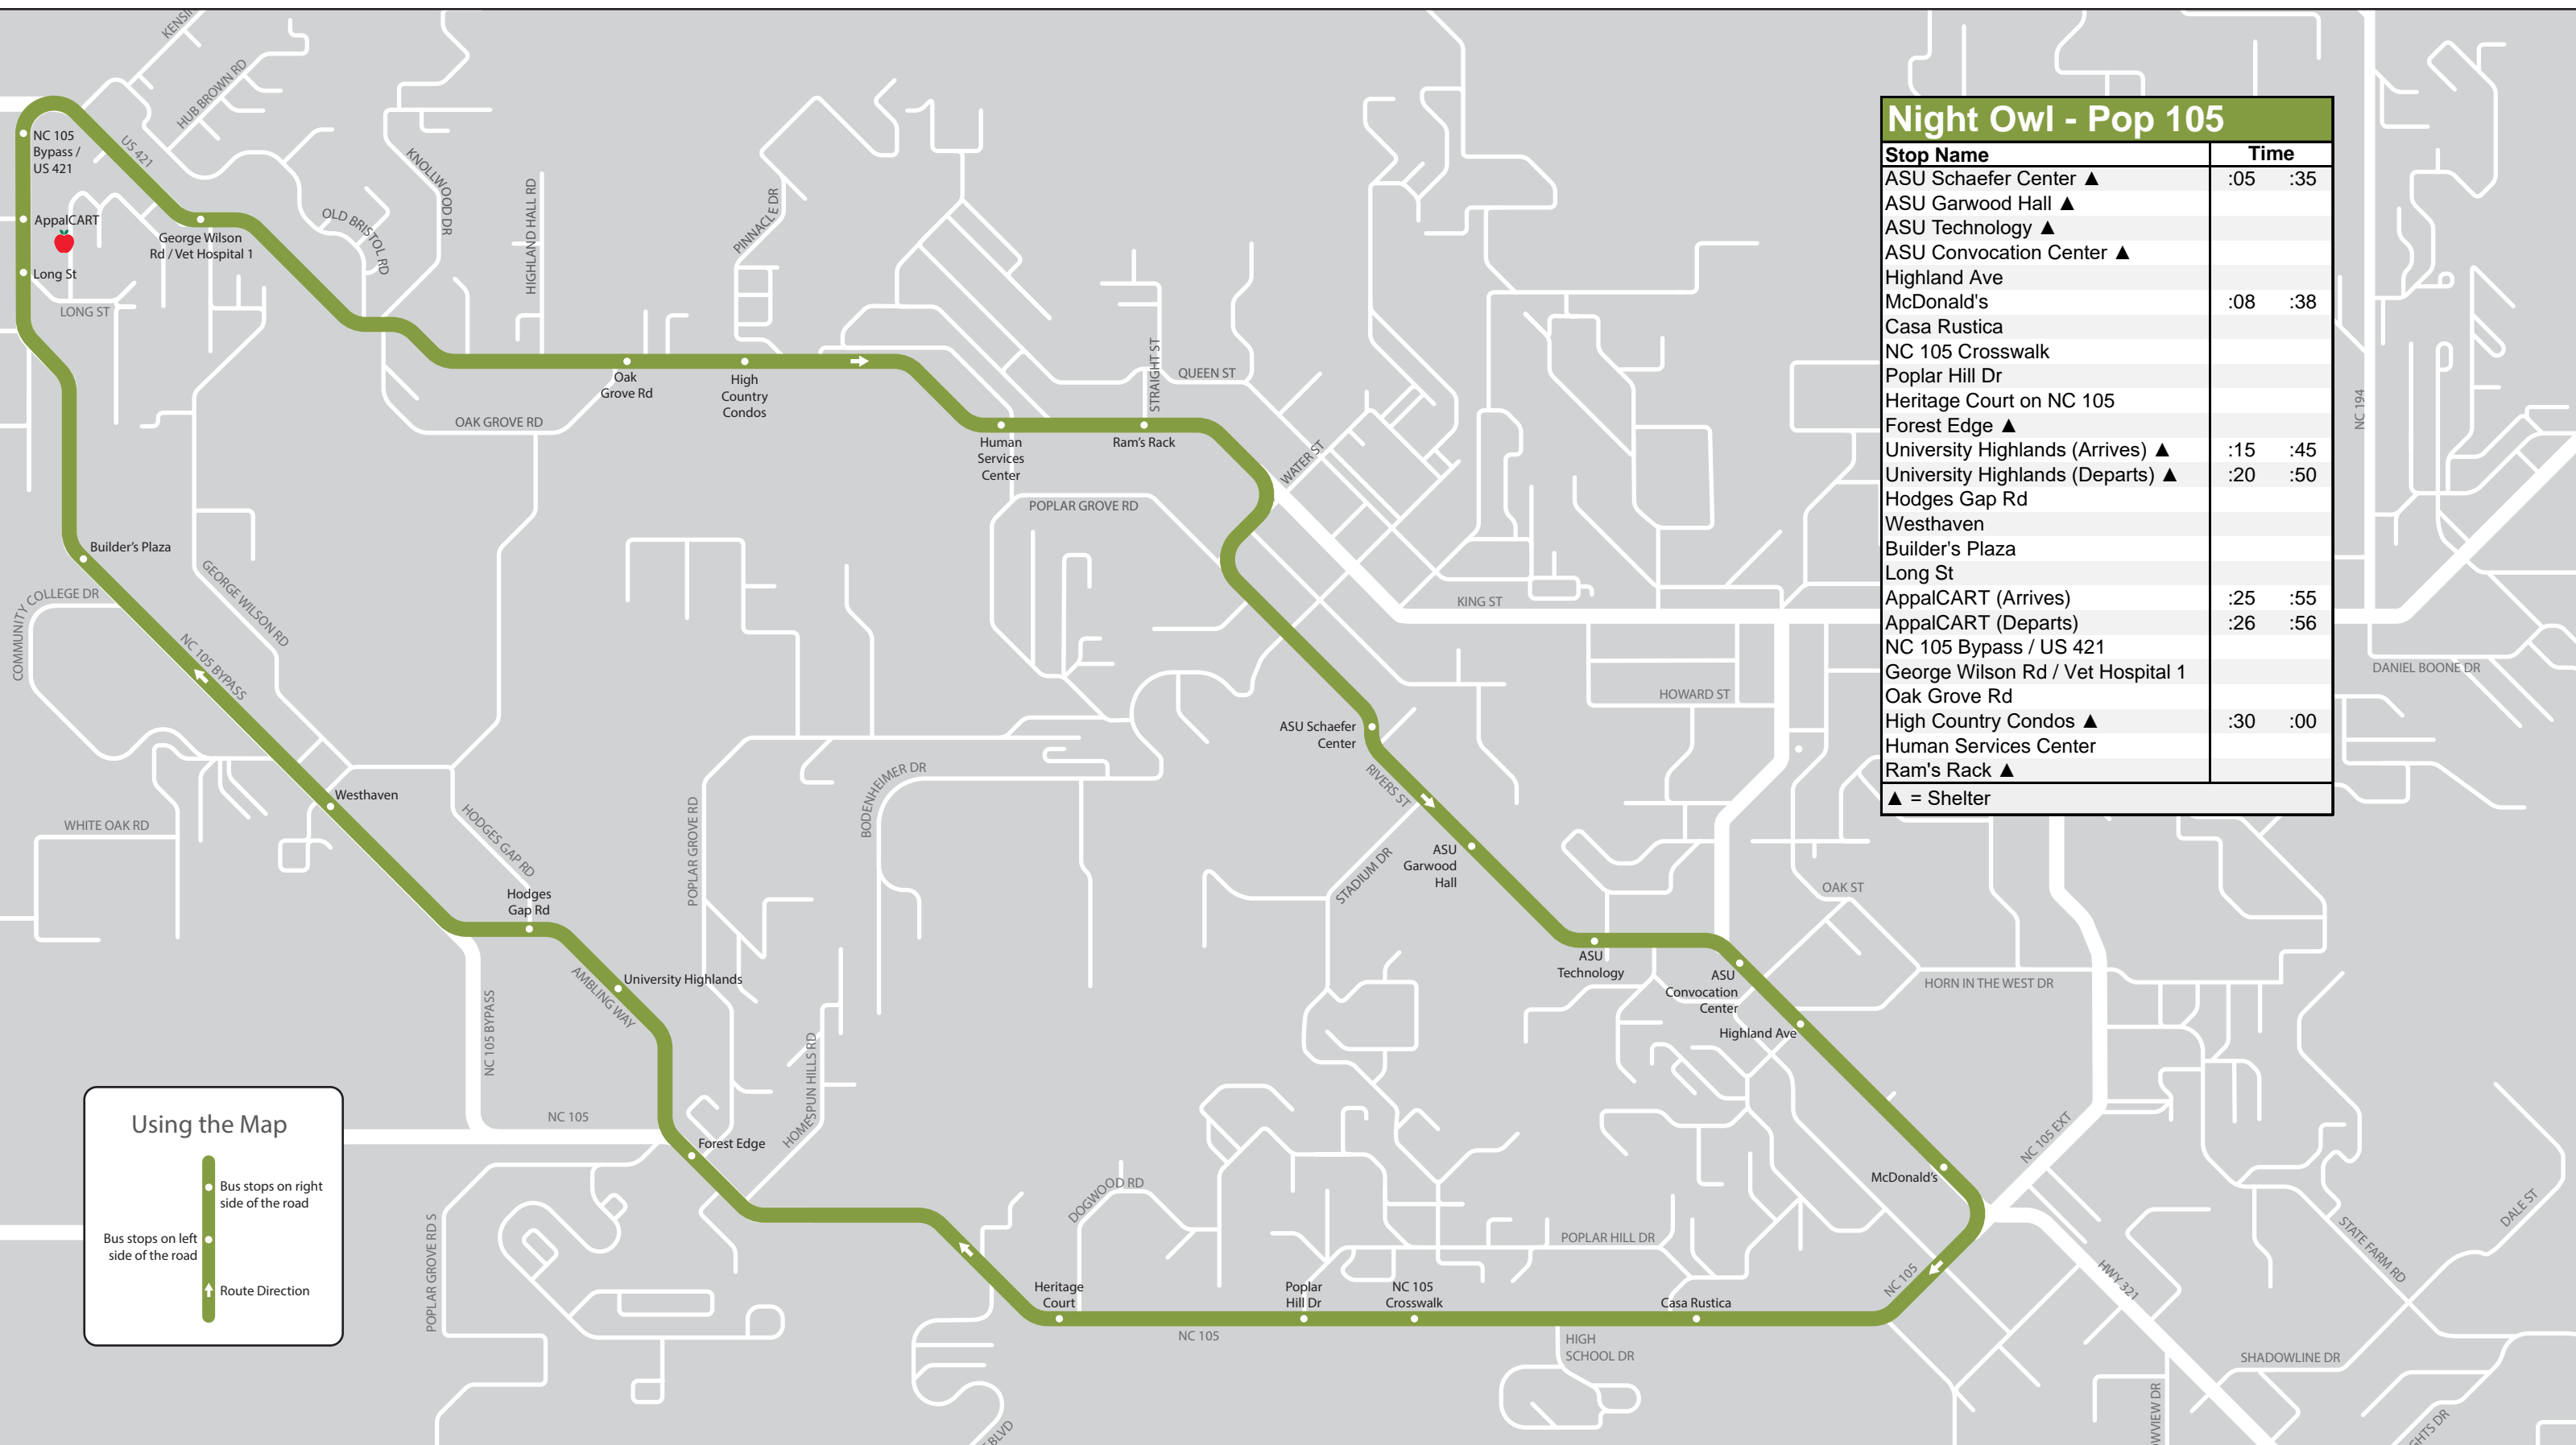 KENSIN
HUB BROWN RD
US 421
NC 105
Bypass /
US 421
AppalCART
Long St
LONG ST
George Wilson
Rd / Vet Hospital 1
OLD BRISTOL RD
KNOLLWOOD DR
HIGHLAND HALL RD
PINNACLE DR
Oak
Grove Rd
High
Country
Condos
OAK GROVE RD
Human
Services
Center
Ram's Rack
STRAIGHT ST
QUEEN ST
WATER ST
POPLAR GROVE RD
KING ST
Builder's Plaza
COMMUNITY COLLEGE DR
GEORGE WILSON RD
NC 105 BYPASS
Westhaven
WHITE OAK RD
HODGES GAP RD
Hodges
Gap Rd
AMBLING WAY
University Highlands
NC 105 BYPASS
NC 105
POPLAR GROVE RD
BODENHEIMER DR
HOMESPUN HILLS RD
Forest Edge
POPLAR GROVE RD S
ASU Schaefer
Center
RIVERS ST
STADIUM DR
ASU
Garwood
Hall
ASU
Technology
ASU
Convocation
Center
Highland Ave
HOWARD ST
OAK ST
HORN IN THE WEST DR
McDonald's
NC 105 EXT
NC 105
DOGWOOD RD
Heritage
Court
NC 105
Poplar
Hill Dr
NC 105
Crosswalk
POPLAR HILL DR
Casa Rustica
HIGH
SCHOOL DR
HWY 321
STATE FARM RD
DALE ST
SHADOWLINE DR
OWVIEW DR
GHTS DR
BLVD
NC 194
DANIEL BOONE DR
Night Owl - Pop 105
Stop Name Time
ASU Schaefer Center ▲ :05 :35
ASU Garwood Hall ▲
ASU Technology ▲
ASU Convocation Center ▲
Highland Ave
McDonald's :08 :38
Casa Rustica
NC 105 Crosswalk
Poplar Hill Dr
Heritage Court on NC 105
Forest Edge ▲
University Highlands (Arrives) ▲ :15 :45
University Highlands (Departs) ▲ :20 :50
Hodges Gap Rd
Westhaven
Builder's Plaza
Long St
AppalCART (Arrives) :25 :55
AppalCART (Departs) :26 :56
NC 105 Bypass / US 421
George Wilson Rd / Vet Hospital 1
Oak Grove Rd
High Country Condos ▲ :30 :00
Human Services Center
Ram's Rack ▲
▲ = Shelter
Using the Map
Bus stops on right
side of the road
Bus stops on left
side of the road
Route Direction